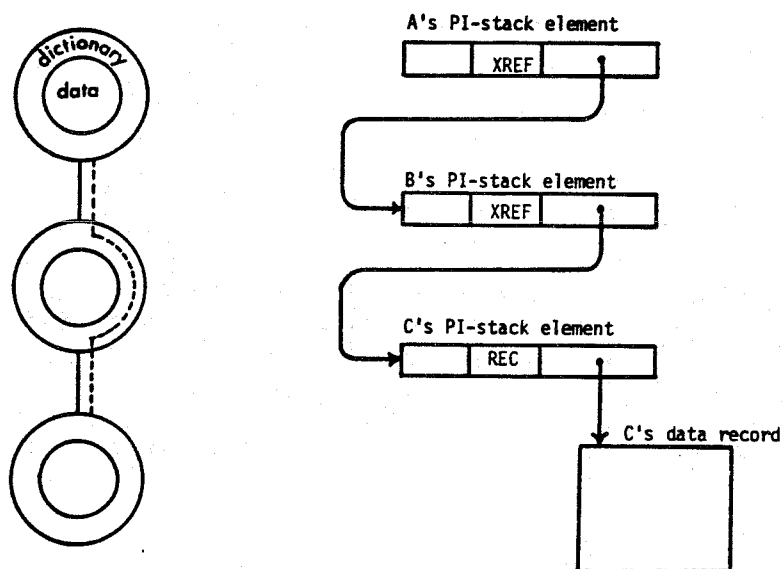 dictionary
data
A's PI-stack element
XREF
B's PI-stack element
XREF
C's PI-stack element
REC
C's data record